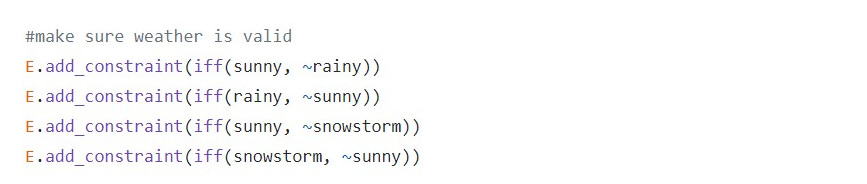 #make sure weather is valid
E.add_constraint(iff(sunny, ~rainy))
E.add_constraint(iff(rainy, ~sunny))
E.add_constraint(iff(sunny, ~snowstorm))
E.add_constraint(iff(snowstorm, ~sunny))